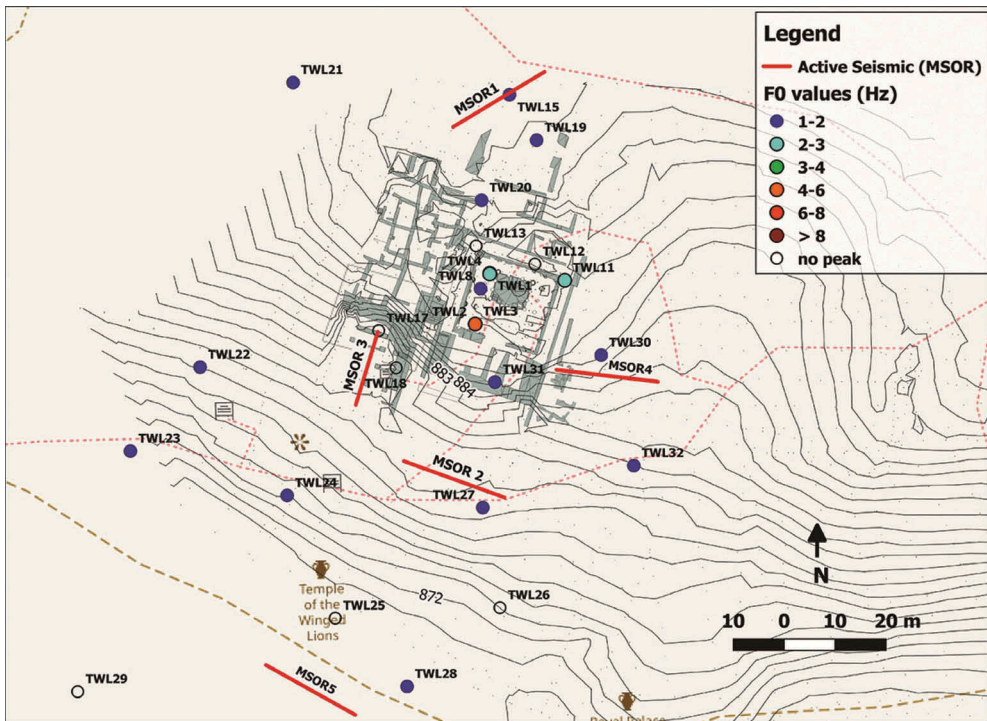 Legend
Active Seismic (MSOR)
F0 values (Hz)
1-2
2-3
3-4
4-6
6-8
> 8
no peak
TWL21
MSOR1
TWL15
TWL19
TWL20
TWL13
TWL12
TWL4
TWL11
TWL8
TWL1
TWL2
TWL3
TWL17
TWL30
TWL22
MSOR 3
883
884
TWL31
MSOR4
TWL18
TWL23
MSOR 2
TWL32
TWL24
TWL27
N
Temple
of the
Winged
Lions
872
TWL26
TWL25
10 0 10 20 m
TWL29
MSOR5
TWL28
Royal Palace